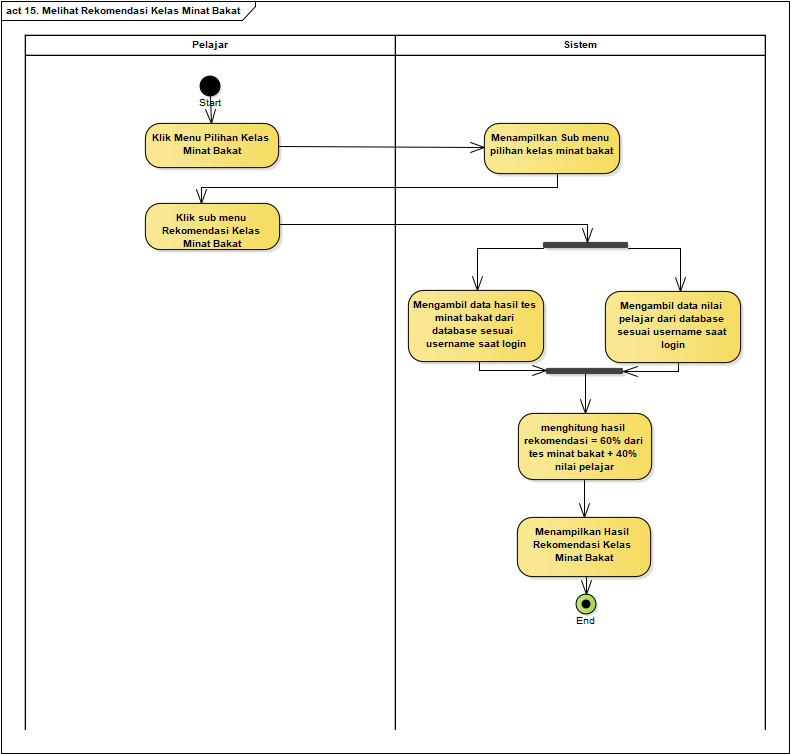 act 15. Melihat Rekomendasi Kelas Minat Bakat
Pelajar
Sistem
Start
Klik Menu Pilihan Kelas
Minat Bakat
Menampilkan Sub menu
pilihan kelas minat bakat
Klik sub menu
Rekomendasi Kelas
Minat Bakat
Mengambil data hasil tes
minat bakat dari
database sesuai
username saat login
Mengambil data nilai
pelajar dari database
sesuai username saat
login
menghitung hasil
rekomendasi = 60% dari
tes minat bakat + 40%
nilai pelajar
Menampilkan Hasil
Rekomendasi Kelas
Minat Bakat
End